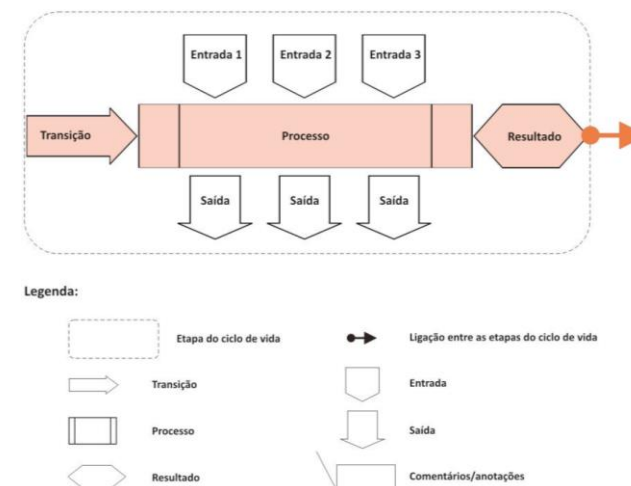 Entrada 1 Entrada 2 Entrada 3
Transição Processo Resultado
Saída Saída Saída
Legenda:
Etapa do ciclo de vida Ligação entre as etapas do ciclo de vida
Transição Entrada
Processo Saída
Resultado Comentários/anotações